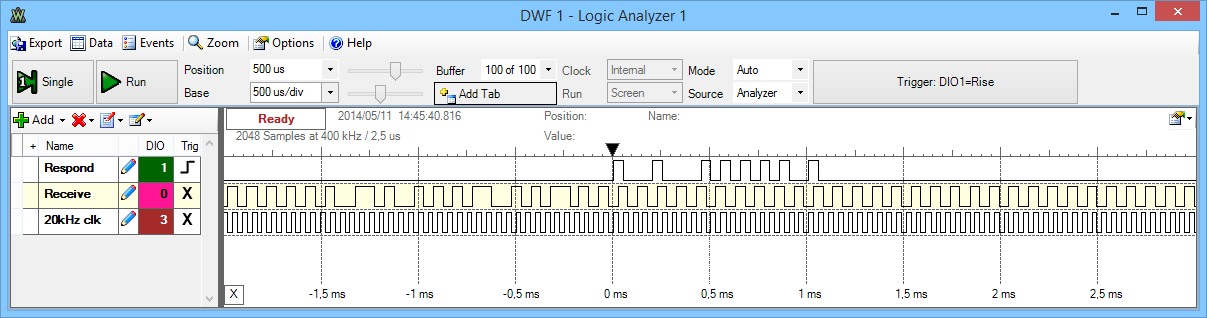 DWF 1 - Logic Analyzer 1
Export Data Events Zoom Options Help
1 Single Run Position 500 us Buffer 100 of 100 Clock Internal Mode Auto Trigger: DIO1=Rise
Base 500 us/div Add Tab Run Screen Source Analyzer
Add Ready 2014/05/11 14:45:40.816 Position: Name:
2048 Samples at 400 kHz / 2,5 us Value:
+ Name DIO Trig
Respond 1
Receive 0 X
20kHz clk 3 X
X -1,5 ms -1 ms -0,5 ms 0 ms 0,5 ms 1 ms 1,5 ms 2 ms 2,5 ms